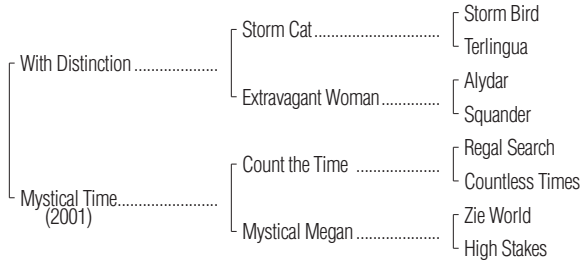 Storm Bird
Storm Cat
Terlingua
With Distinction
Alydar
Extravagant Woman
Squander
Regal Search
Count the Time
Countless Times
Mystical Time
(2001)
Zie World
Mystical Megan
High Stakes